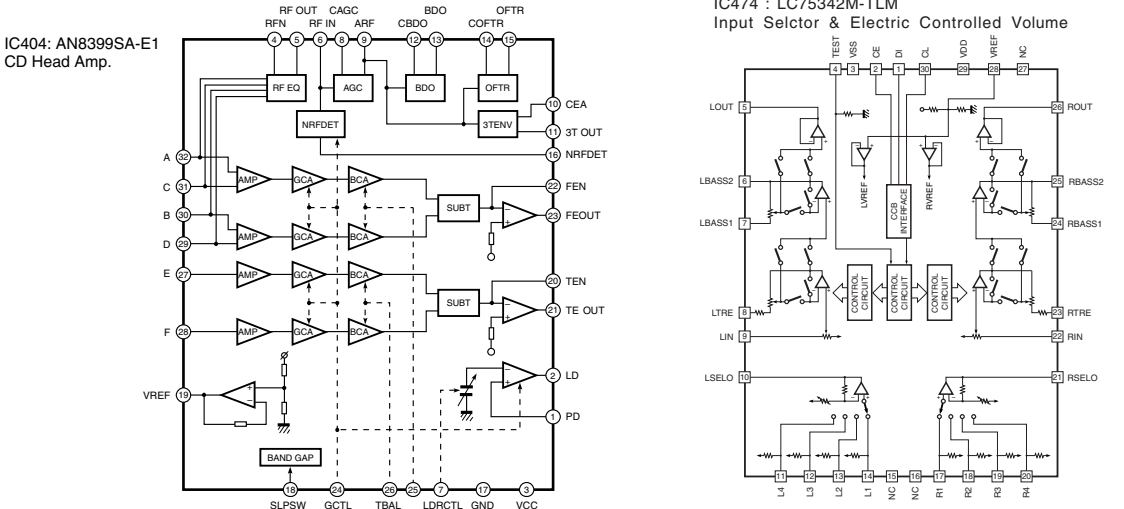 IC404: AN8399SA-E1
CD Head Amp.
RF OUT CAGC BDO OFTR
RFN RF IN ARF CBDO COFTR
4 5 6 8 9 12 13 14 15
RF EQ AGC BDO OFTR
NRFDET 3TENV
10 CEA
11 3T OUT
16 NRFDET
A 32
C 31
B 30
D 29
E 27
F 28
AMP GCA BCA
AMP GCA BCA
SUBT
AMP GCA BCA
AMP GCA BCA
SUBT
22 FEN
23 FEOUT
20 TEN
21 TE OUT
VREF 19
2 LD
1 PD
BAND GAP
18 24 26 25 7 17 3
SLPSW GCTL TBAL LDRCTL GND VCC
IC474 : LC75342M-TLM
Input Selctor & Electric Controlled Volume
TEST VSS CE DI CL VDD VREF NC
4 3 2 1 30 29 28 27
LOUT 5
26 ROUT
LBASS2 6
25 RBASS2
LBASS1 7
24 RBASS1
LVREF
RVREF
CCB INTERFACE
CONTROL CIRCUIT
CONTROL CIRCUIT
CONTROL CIRCUIT
LTRE 8
23 RTRE
LIN 9
22 RIN
LSELO 10
21 RSELO
11 12 13 14 15 16 17 18 19 20
L4 L3 L2 L1 NC NC R1 R2 R3 R4